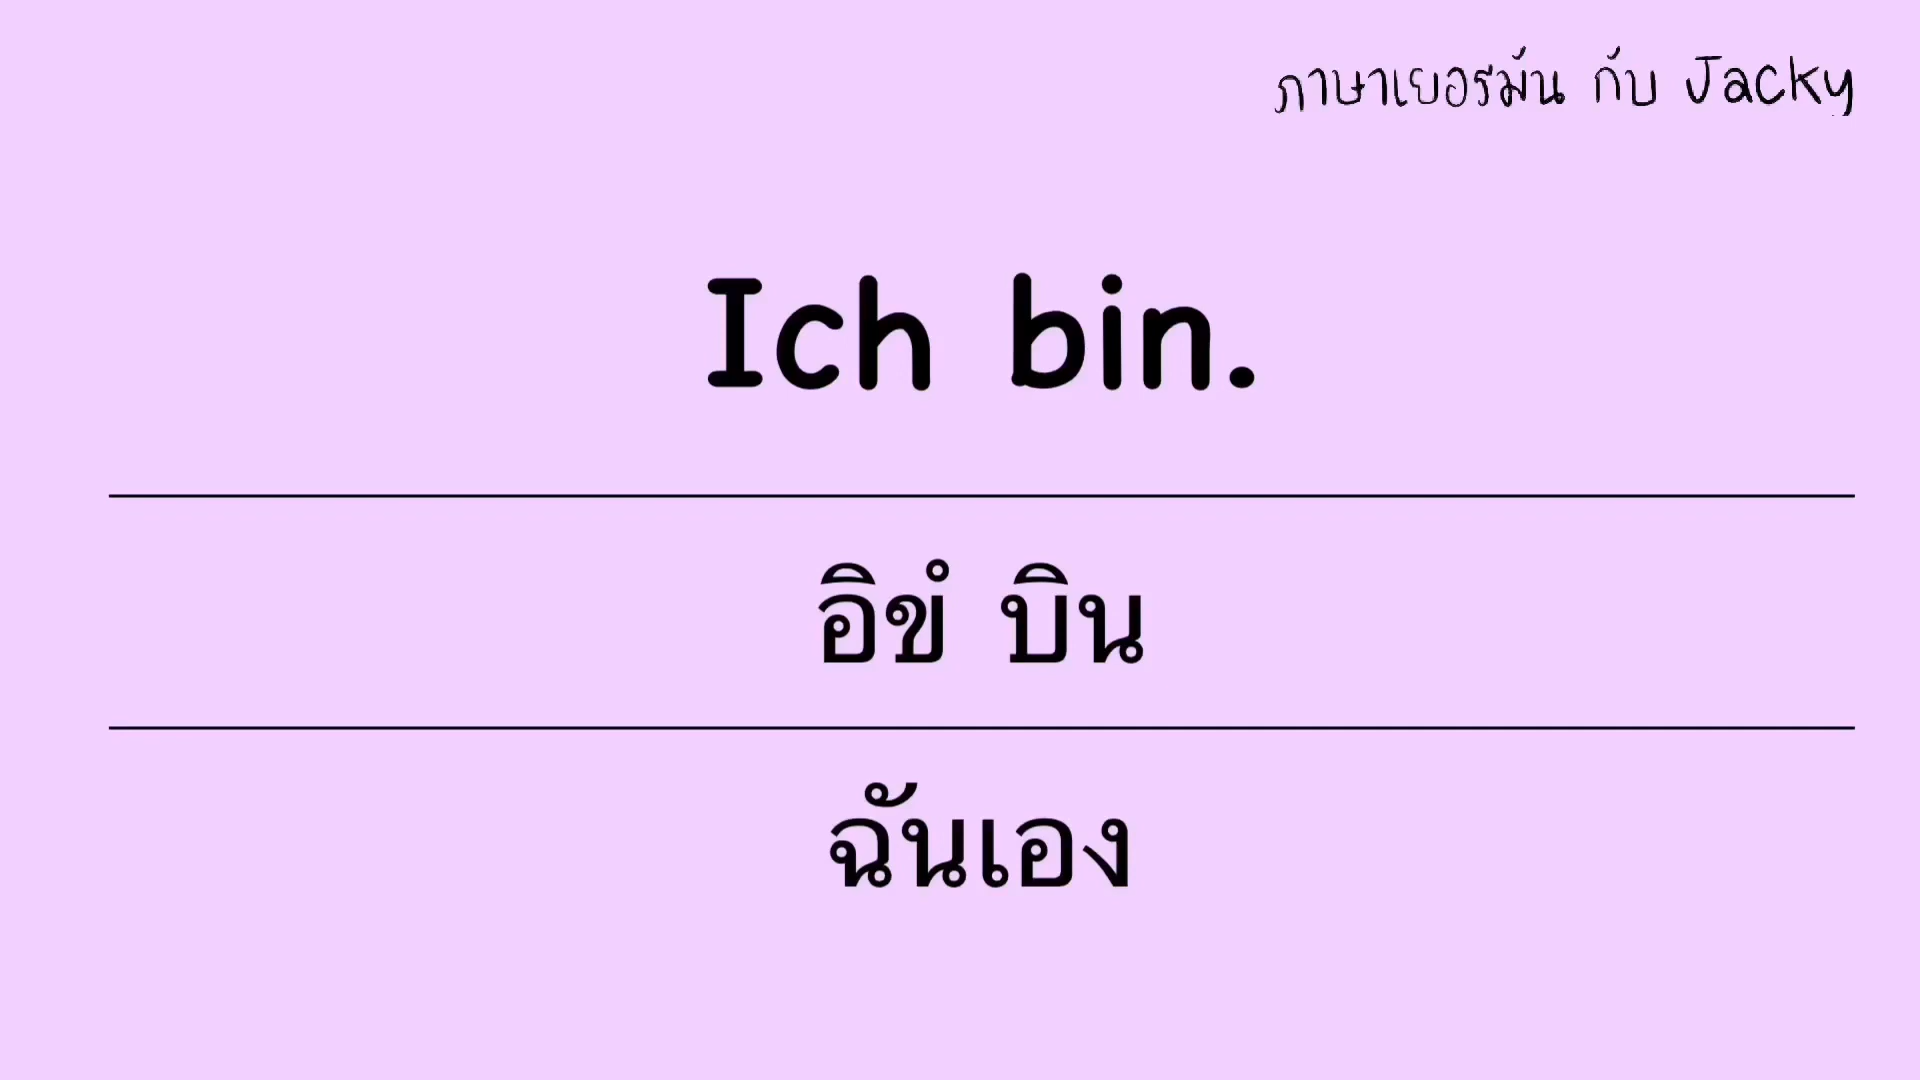 ภาษาเยอรมัน กับ Jacky
Ich bin.
อิขํ บิน
ฉันเอง